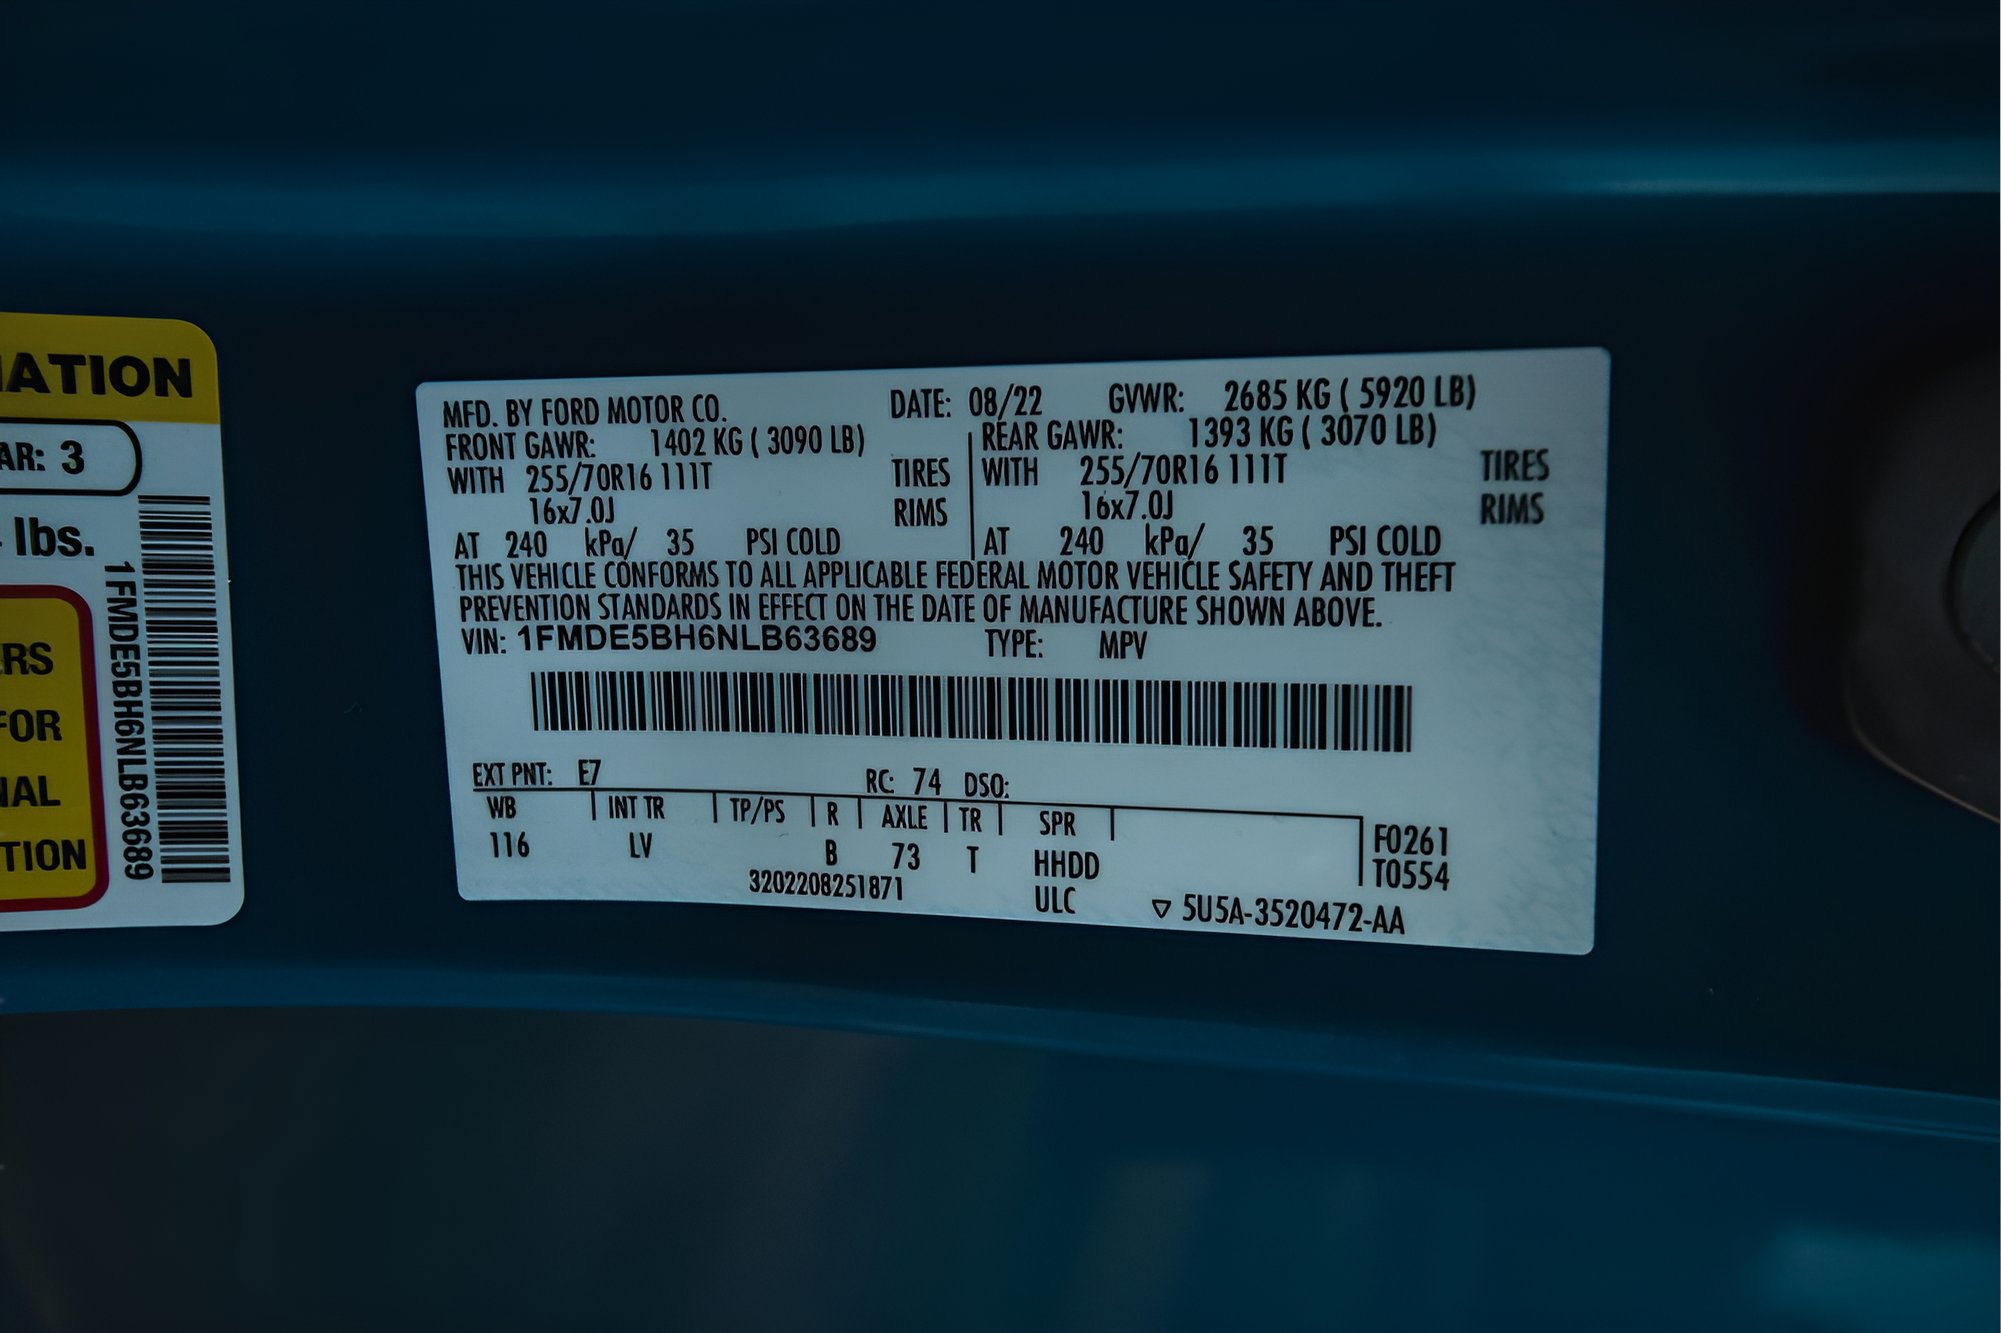 IATION
AR: 3
lbs.
1FMDE5BH6NLB63689
ERS
FOR
NAL
TION
MFD. BY FORD MOTOR CO. DATE: 08/22 GVWR: 2685 KG ( 5920 LB)
FRONT GAWR: 1402 KG ( 3090 LB) REAR GAWR: 1393 KG ( 3070 LB)
WITH 255/70R16 111T TIRES WITH 255/70R16 111T TIRES
16x7.0J RIMS 16x7.0J RIMS
AT 240 kPa/ 35 PSI COLD AT 240 kPa/ 35 PSI COLD
THIS VEHICLE CONFORMS TO ALL APPLICABLE FEDERAL MOTOR VEHICLE SAFETY AND THEFT
PREVENTION STANDARDS IN EFFECT ON THE DATE OF MANUFACTURE SHOWN ABOVE.
VIN: 1FMDE5BH6NLB63689 TYPE: MPV
EXT PNT: E7 RC: 74 DSO:
WB INT TR TP/PS R AXLE TR SPR
116 LV B 73 T HHDD F0261
3202208251871 ULC T0554
▽ 5U5A-3520472-AA